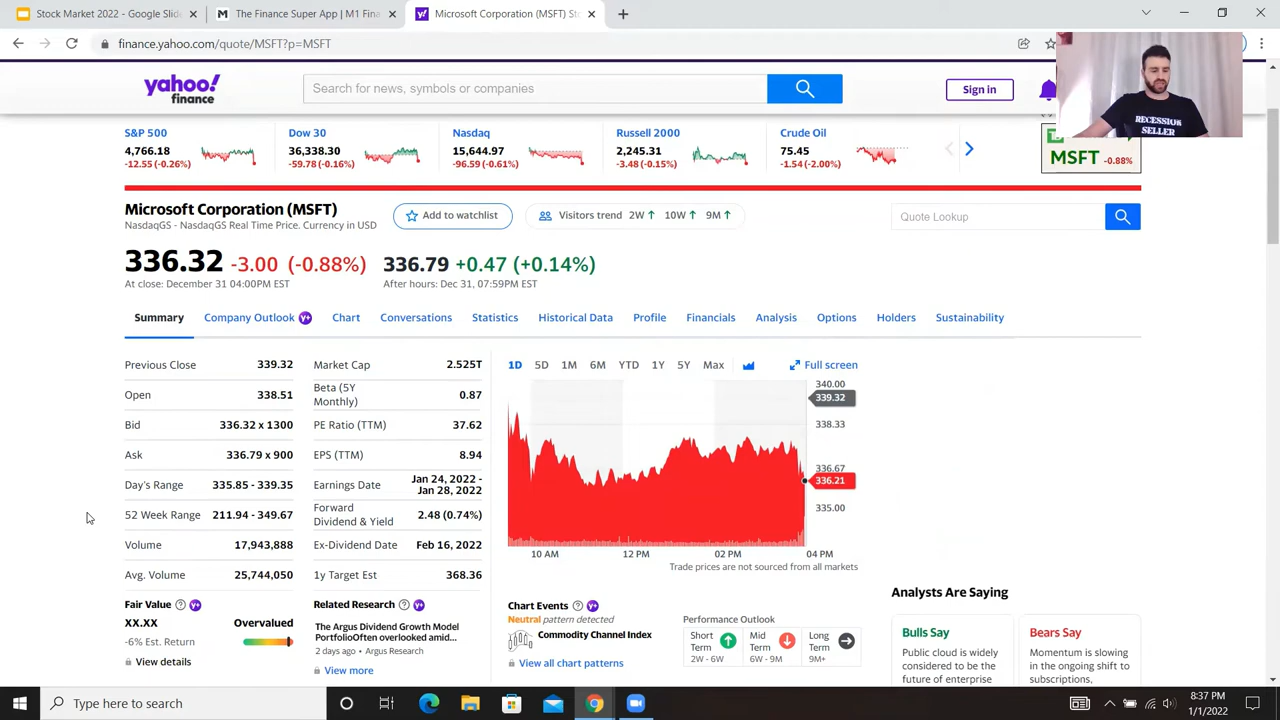 Stock Market 2022 - Google Slide
The Finance Super App | M1 Fina
Microsoft Corporation (MSFT) Sto
finance.yahoo.com/quote/MSFT?p=MSFT
yahoo!
finance
Search for news, symbols or companies
Sign in
RECESSION
SELLER
S&P 500
4,766.18
-12.55 (-0.26%)
Dow 30
36,338.30
-59.78 (-0.16%)
Nasdaq
15,644.97
-96.59 (-0.61%)
Russell 2000
2,245.31
-3.48 (-0.15%)
Crude Oil
75.45
-1.54 (-2.00%)
MSFT -0.88%
Microsoft Corporation (MSFT)
NasdaqGS - NasdaqGS Real Time Price. Currency in USD
Add to watchlist
Visitors trend 2W↑ 10W↑ 9M↑
Quote Lookup
336.32 -3.00 (-0.88%)
At close: December 31 04:00PM EST
336.79 +0.47 (+0.14%)
After hours: Dec 31, 07:59PM EST
Summary Company Outlook Y+ Chart Conversations Statistics Historical Data Profile Financials Analysis Options Holders Sustainability
Previous Close 339.32
Open 338.51
Bid 336.32 x 1300
Ask 336.79 x 900
Day's Range 335.85 - 339.35
52 Week Range 211.94 - 349.67
Volume 17,943,888
Avg. Volume 25,744,050
Market Cap 2.525T
Beta (5Y
Monthly) 0.87
PE Ratio (TTM) 37.62
EPS (TTM) 8.94
Earnings Date Jan 24, 2022 -
Jan 28, 2022
Forward
Dividend & Yield 2.48 (0.74%)
Ex-Dividend Date Feb 16, 2022
1y Target Est 368.36
1D 5D 1M 6M YTD 1Y 5Y Max
Full screen
340.00
339.32
338.33
336.67
336.21
335.00
10 AM 12 PM 02 PM 04 PM
Trade prices are not sourced from all markets
Fair Value
XX.XX Overvalued
-6% Est. Return
View details
Related Research
The Argus Dividend Growth Model
PortfolioOften overlooked amid...
2 days ago • Argus Research
View more
Chart Events
Neutral pattern detected
Commodity Channel Index
View all chart patterns
Performance Outlook
Short
Term
2W - 6W
Mid
Term
6W - 9M
Long
Term
9M+
Analysts Are Saying
Bulls Say
Public cloud is widely
considered to be the
future of enterprise
Bears Say
Momentum is slowing
in the ongoing shift to
subscriptions,
Type here to search
8:37 PM
1/1/2022